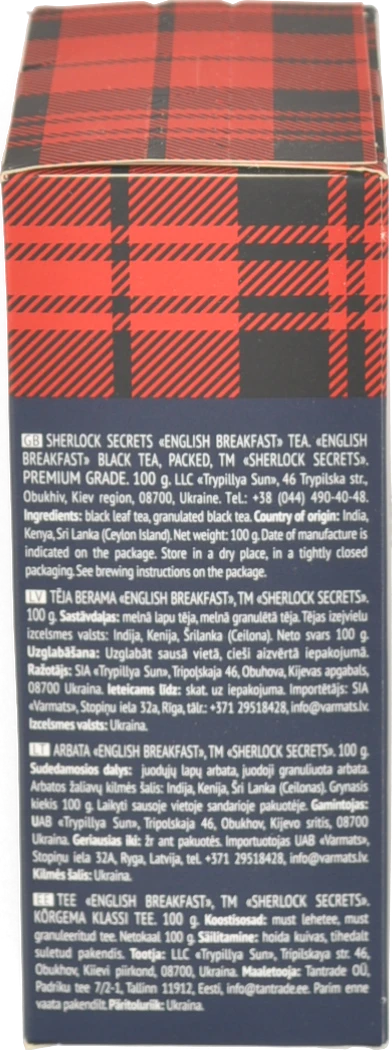 GB SHERLOCK SECRETS «ENGLISH BREAKFAST» TEA. «ENGLISH
BREAKFAST» BLACK TEA, PACKED, TM «SHERLOCK SECRETS».
PREMIUM GRADE. 100 g. LLC «Trypillya Sun», 46 Trypilska str.,
Obukhiv, Kiev region, 08700, Ukraine. Tel.: +38 (044) 490-40-48.
Ingredients: black leaf tea, granulated black tea. Country of origin: India,
Kenya, Sri Lanka (Ceylon Island). Net weight: 100 g. Date of manufacture is
indicated on the package. Store in a dry place, in a tightly closed
packaging. See brewing instructions on the package.
LV TĒJA BERAMA «ENGLISH BREAKFAST», TM «SHERLOCK SECRETS».
100 g. Sastāvdaļas: melnā lapu tēja, melnā granulētā tēja. Tējas izejvielu
izcelsmes valsts: Indija, Kenija, Šrilanka (Ceilona). Neto svars 100 g.
Uzglabāšana: Uzglabāt sausā vietā, cieši aizvērtā iepakojumā.
Ražotājs: SIA «Trypillya Sun», Tripoļskaja 46, Obuhova, Kijevas apgabals,
08700 Ukraina. Ieteicams līdz: skat. uz iepakojuma. Importētājs: SIA
«Varmats», Stopiņu iela 32a, Rīga, tālr.: +371 29518428, info@varmats.lv.
Izcelsmes valsts: Ukraina.
LT ARBATA «ENGLISH BREAKFAST», TM «SHERLOCK SECRETS». 100 g.
Sudedamosios dalys: juodųjų lapų arbata, juodoji granuliuota arbata.
Arbatos žaliavų kilmės šalis: Indija, Kenija, Šri Lanka (Ceilonas). Grynasis
kiekis 100 g. Laikyti sausoje vietoje sandarioje pakuotėje. Gamintojas:
UAB «Trypillya Sun», Tripolskaja 46, Obukhov, Kijevo sritis, 08700
Ukraina. Geriausias iki: žr ant pakuotės. Importuotojas UAB «Varmats»,
Stopiņu iela 32A, Ryga, Latvija, tel. +371 29518428, info@varmats.lv.
Kilmės šalis: Ukraina.
EE TEE «ENGLISH BREAKFAST», TM «SHERLOCK SECRETS».
KÕRGEMA KLASSI TEE. 100 g. Koostisosad: must lehetee, must
granuleeritud tee. Netokaal 100 g. Säilitamine: hoida kuivas, tihedalt
suletud pakendis. Tootja: LLC «Trypillya Sun», Tripilskaya str. 46,
Obukhov, Kiievi piirkond, 08700, Ukraina. Maaletooja: Tantrade OÜ,
Padriku tee 7/2-1, Tallinn 11912, Eesti, info@tantrade.ee. Parim enne
vaata pakendilt. Päritoluriik: Ukraina.